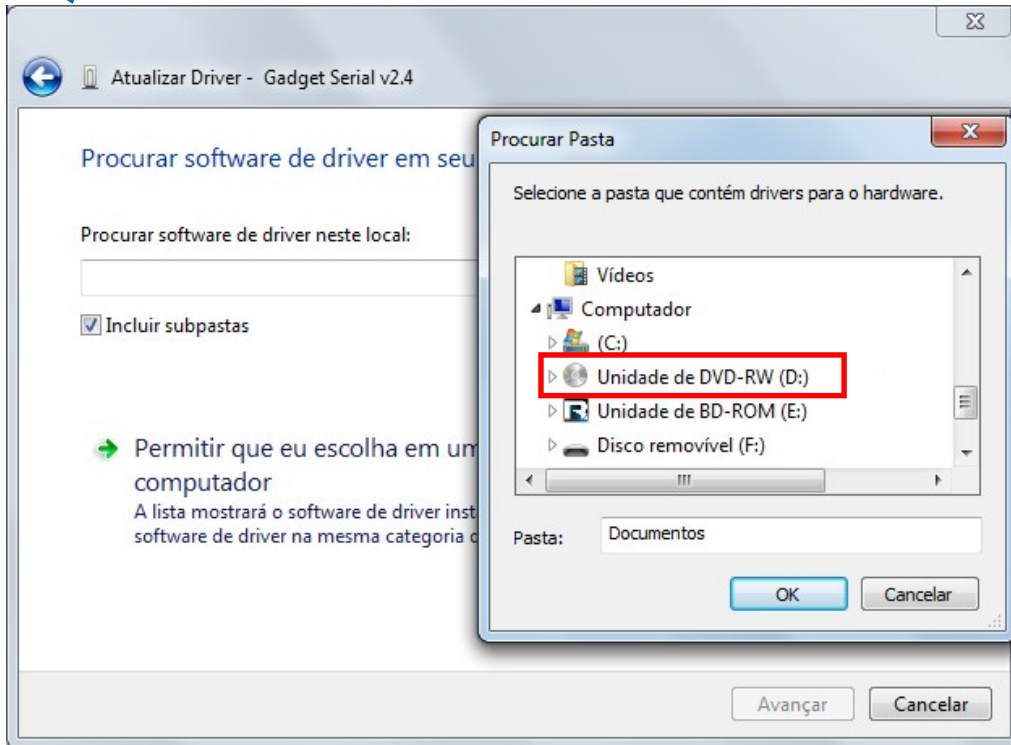 Atualizar Driver - Gadget Serial v2.4
Procurar software de driver em seu
Procurar software de driver neste local:
Incluir subpastas
Permitir que eu escolha em um
computador
A lista mostrará o software de driver inst
software de driver na mesma categoria
Procurar Pasta
Selecione a pasta que contém drivers para o hardware.
Vídeos
Computador
(C:)
Unidade de DVD-RW (D:)
Unidade de BD-ROM (E:)
Disco removível (F:)
Pasta: Documentos
OK Cancelar
Avançar Cancelar